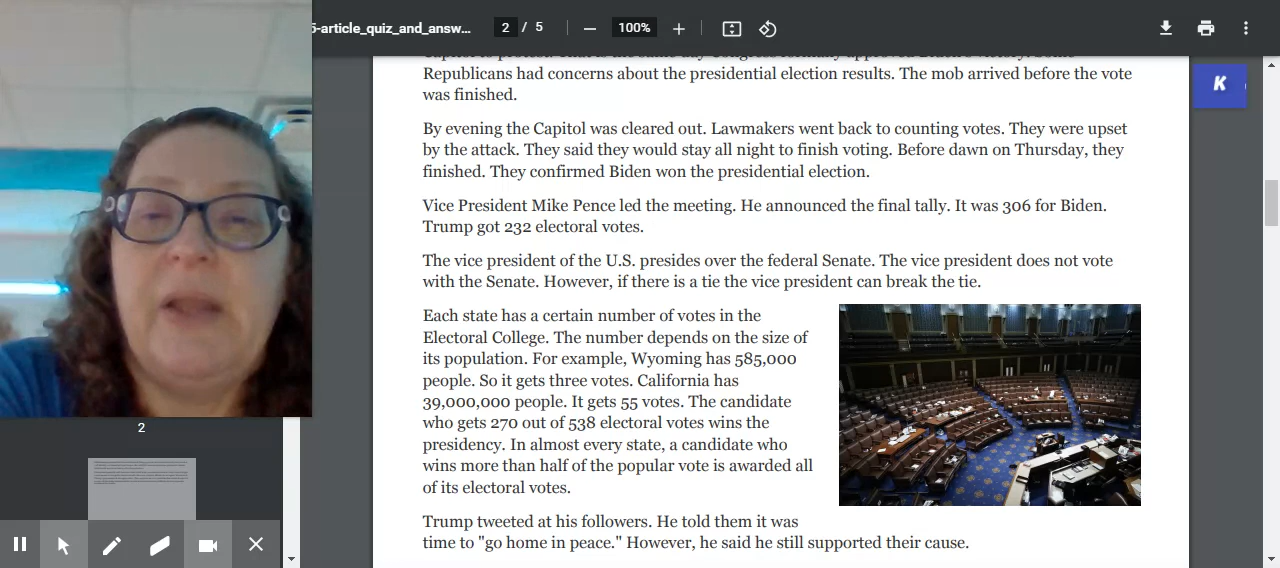 5-article_quiz_and_answ...
2 / 5
100%
Republicans had concerns about the presidential election results. The mob arrived before the vote
was finished.
By evening the Capitol was cleared out. Lawmakers went back to counting votes. They were upset
by the attack. They said they would stay all night to finish voting. Before dawn on Thursday, they
finished. They confirmed Biden won the presidential election.
Vice President Mike Pence led the meeting. He announced the final tally. It was 306 for Biden.
Trump got 232 electoral votes.
The vice president of the U.S. presides over the federal Senate. The vice president does not vote
with the Senate. However, if there is a tie the vice president can break the tie.
Each state has a certain number of votes in the
Electoral College. The number depends on the size of
its population. For example, Wyoming has 585,000
people. So it gets three votes. California has
39,000,000 people. It gets 55 votes. The candidate
who gets 270 out of 538 electoral votes wins the
presidency. In almost every state, a candidate who
wins more than half of the popular vote is awarded all
of its electoral votes.
Trump tweeted at his followers. He told them it was
time to "go home in peace." However, he said he still supported their cause.
K
2